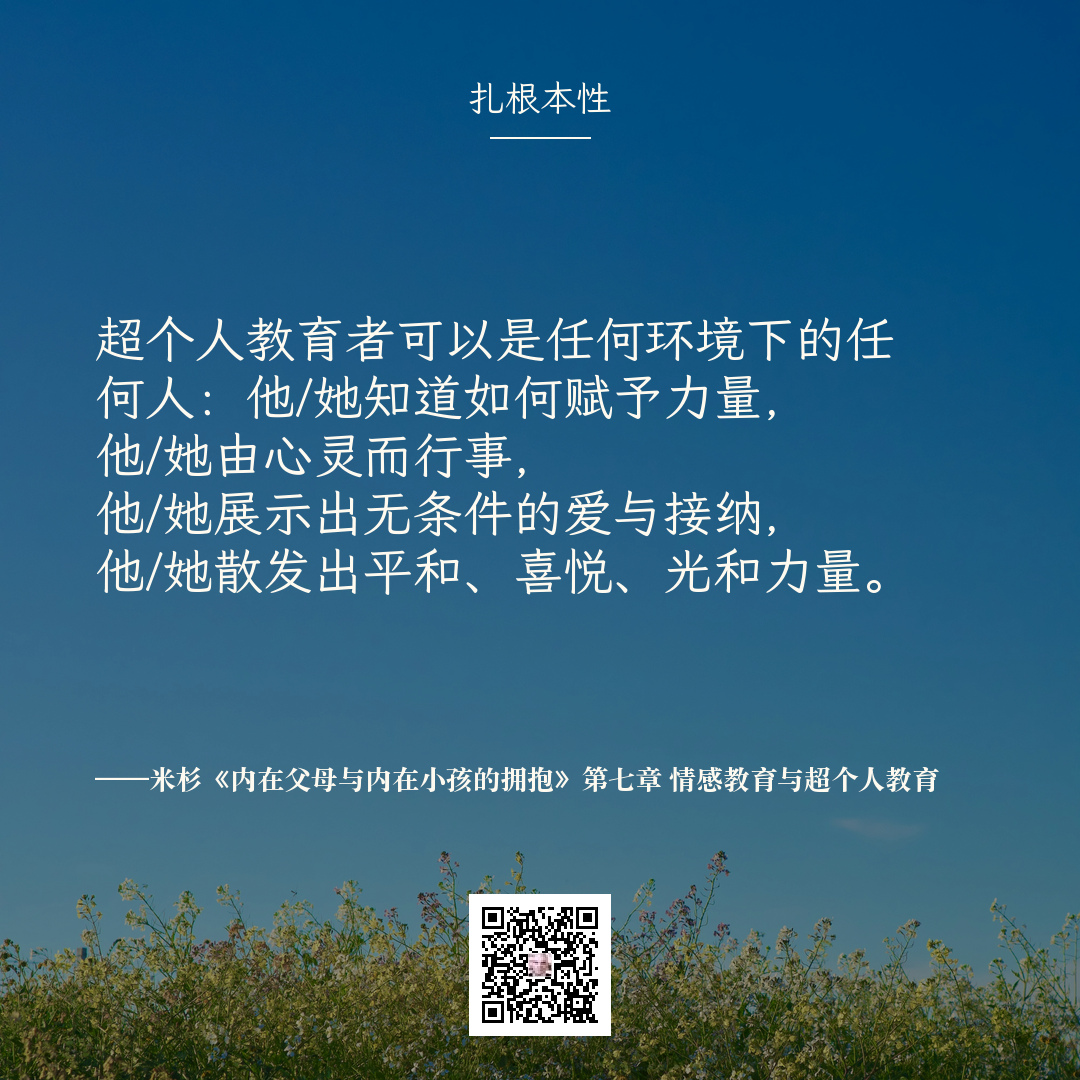 扎根本性
超个人教育者可以是任何环境下的任
何人：他/她知道如何赋予力量，
他/她由心灵而行事，
他/她展示出无条件的爱与接纳，
他/她散发出平和、喜悦、光和力量。
——米杉《内在父母与内在小孩的拥抱》第七章 情感教育与超个人教育